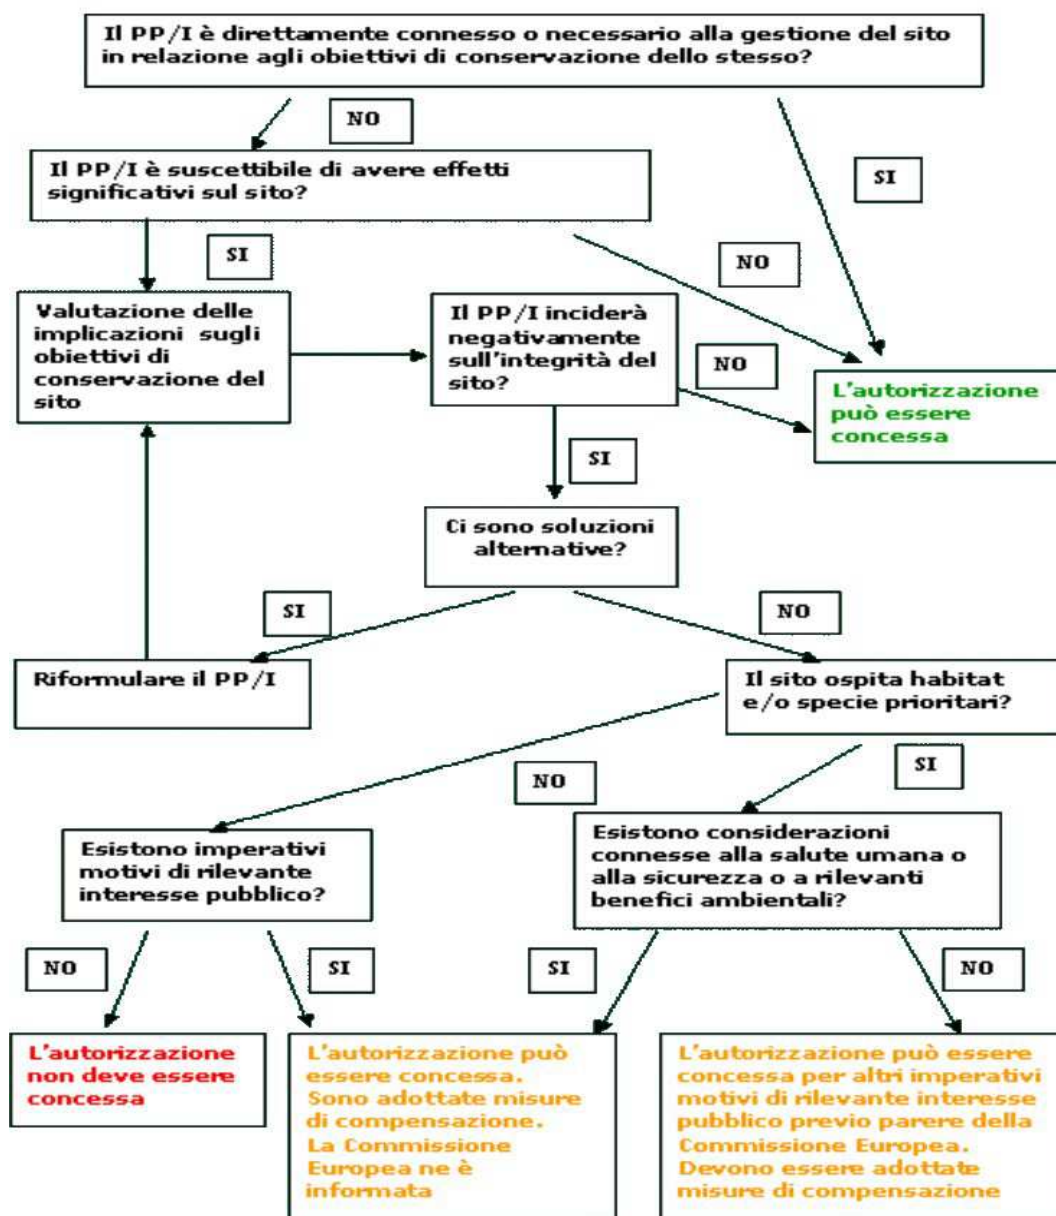 Il PP/I è direttamente connesso o necessario alla gestione del sito
in relazione agli obiettivi di conservazione dello stesso?
NO
SI
Il PP/I è suscettibile di avere effetti
significativi sul sito?
SI
NO
Valutazione delle
implicazioni sugli
obiettivi di
conservazione del
sito
Il PP/I inciderà
negativamente
sull'integrità del
sito?
NO
L'autorizzazione
può essere
concessa
SI
Ci sono soluzioni
alternative?
SI
NO
Riformulare il PP/I
Il sito ospita habitat
e/o specie prioritari?
NO
SI
Esistono imperativi
motivi di rilevante
interesse pubblico?
Esistono considerazioni
connesse alla salute umana o
alla sicurezza o a rilevanti
benefici ambientali?
NO
SI
SI
NO
L'autorizzazione
non deve essere
concessa
L'autorizzazione può
essere concessa.
Sono adottate misure
di compensazione.
La Commissione
Europea ne è
informata
L'autorizzazione può essere
concessa per altri imperativi
motivi di rilevante interesse
pubblico previo parere della
Commissione Europea.
Devono essere adottate
misure di compensazione